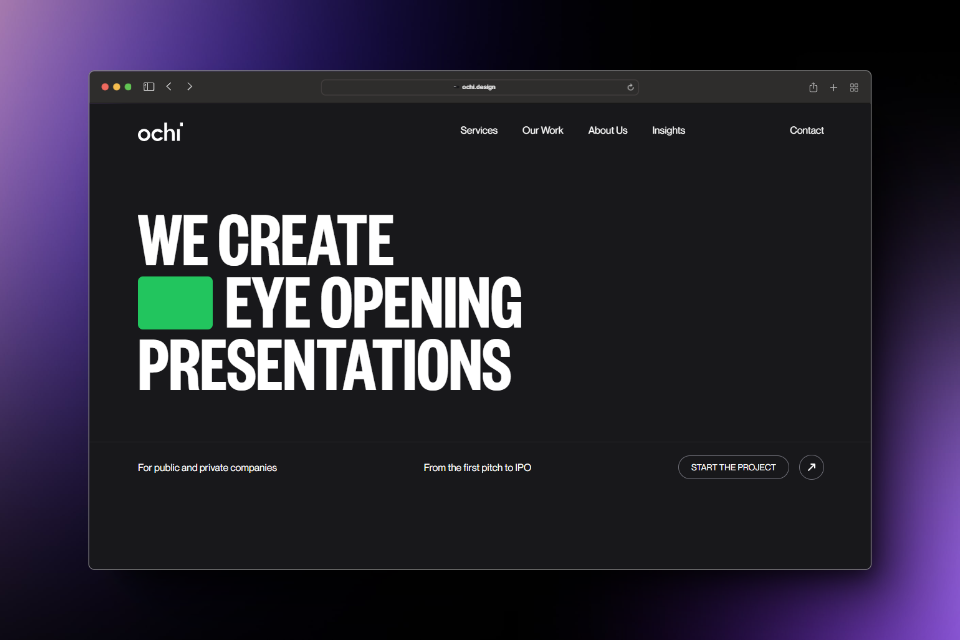 ochi.design
ochi
Services
Our Work
About Us
Insights
Contact
WE CREATE
EYE OPENING
PRESENTATIONS
For public and private companies
From the first pitch to IPO
START THE PROJECT